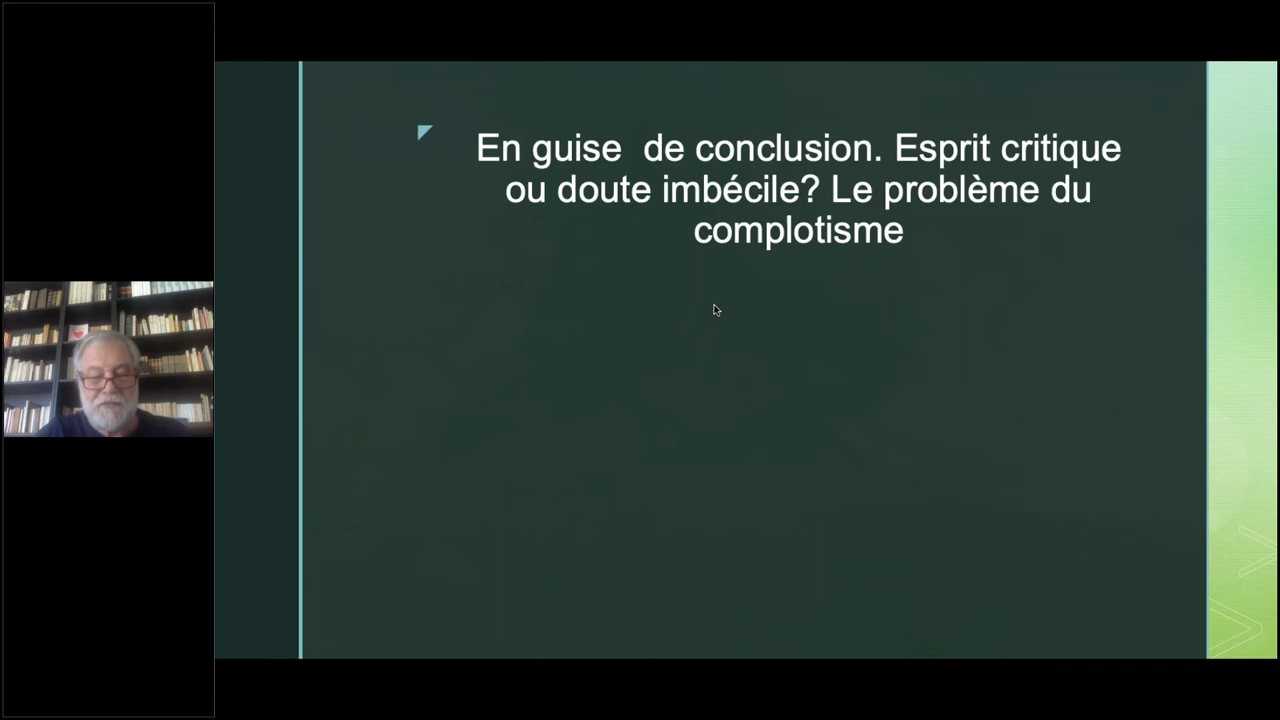 En guise  de conclusion. Esprit critique
ou doute imbécile? Le problème du
complotisme